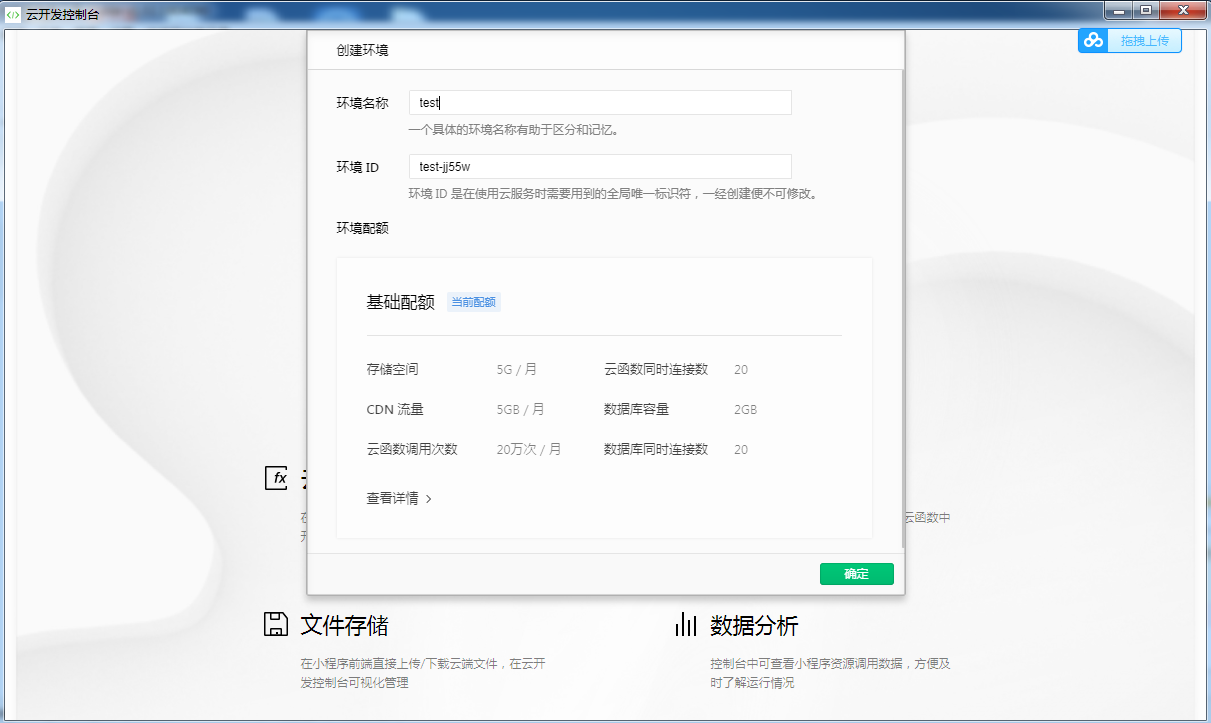 云开发控制台
拖拽上传
创建环境
环境名称 test
一个具体的环境名称有助于区分和记忆。
环境 ID test-jj55w
环境 ID 是在使用云服务时需要用到的全局唯一标识符，一经创建便不可修改。
环境配额
基础配额 当前配额
存储空间 5G / 月 云函数同时连接数 20
CDN 流量 5GB / 月 数据库容量 2GB
云函数调用次数 20万次 / 月 数据库同时连接数 20
fx
查看详情 >
云函数中
确定
文件存储
在小程序前端直接上传/下载云端文件，在云开
发控制台可视化管理
数据分析
控制台中可查看小程序资源调用数据，方便及
时了解运行情况